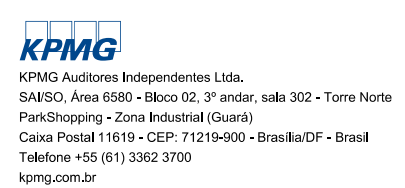 KPMG
KPMG Auditores Independentes Ltda.
SAI/SO, Área 6580 - Bloco 02, 3º andar, sala 302 - Torre Norte
ParkShopping - Zona Industrial (Guará)
Caixa Postal 11619 - CEP: 71219-900 - Brasília/DF - Brasil
Telefone +55 (61) 3362 3700
kpmg.com.br